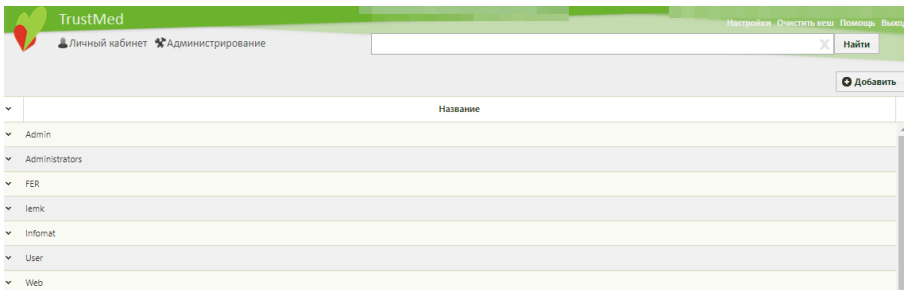 TrustMed
Настройки Очистить кеш Помощь Выход
Личный кабинет Администрирование
Найти
Добавить
Название
Admin
Administrators
FER
Iemk
Infomat
User
Web